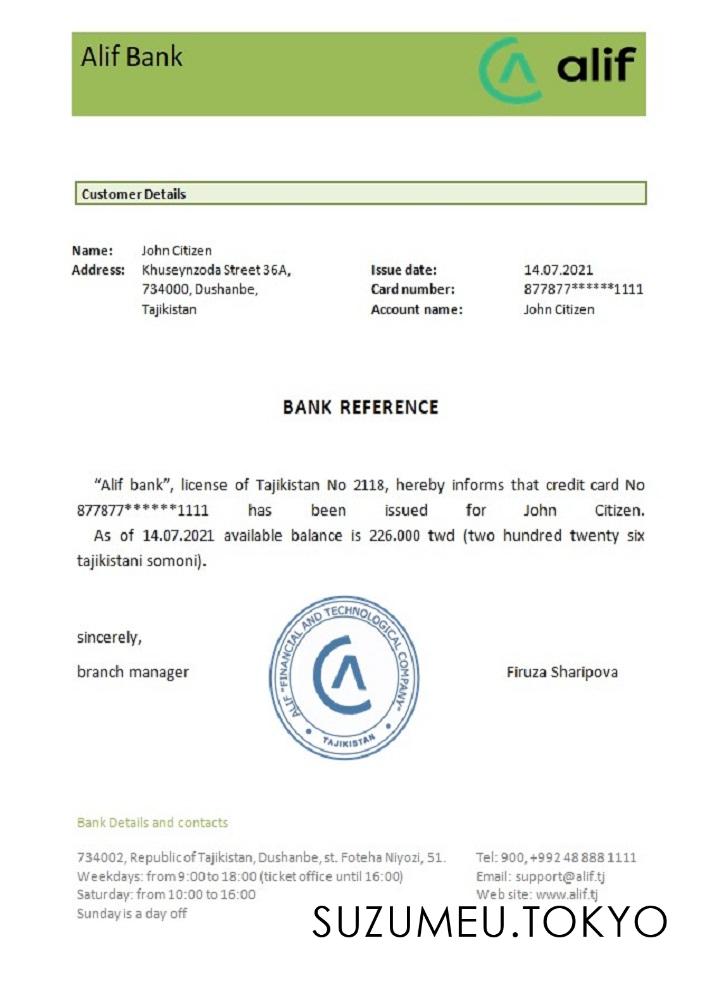 Alif Bank
alif
Customer Details
Name: John Citizen
Address: Khuseynzoda Street 36A,
734000, Dushanbe,
Tajikistan
Issue date: 14.07.2021
Card number: 877877******1111
Account name: John Citizen
BANK REFERENCE
“Alif bank”, license of Tajikistan No 2118, hereby informs that credit card No
877877******1111 has been issued for John Citizen.
As of 14.07.2021 available balance is 226.000 twd (two hundred twenty six
tajikistani somoni).
sincerely,
branch manager
ALIF "FINANCIAL AND TECHNOLOGICAL COMPANY"
TAJIKISTAN
Firuza Sharipova
Bank Details and contacts
734002, Republic of Tajikistan, Dushanbe, st. Foteha Niyozi, 51.
Weekdays: from 9:00 to 18:00 (ticket office until 16:00)
Saturday: from 10:00 to 16:00
Sunday is a day off
Tel: 900, +992 48 888 1111
Email: support@alif.tj
Web site: www.alif.tj
SUZUMEU.TOKYO